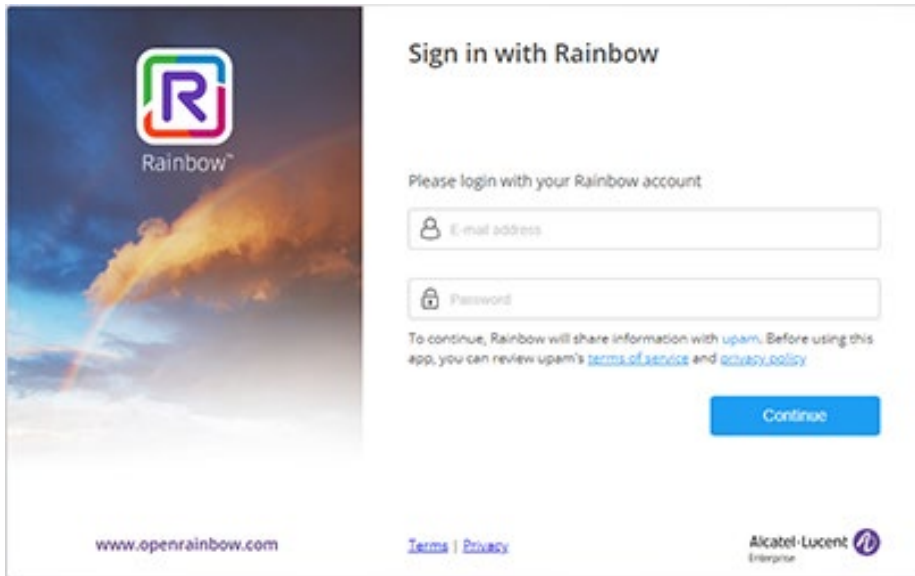 R
Rainbow™
Sign in with Rainbow
Please login with your Rainbow account
E-mail address
Password
To continue, Rainbow will share information with upam. Before using this
app, you can review upam's terms of service and privacy policy
Continue
www.openrainbow.com
Terms | Privacy
Alcatel·Lucent
Enterprise